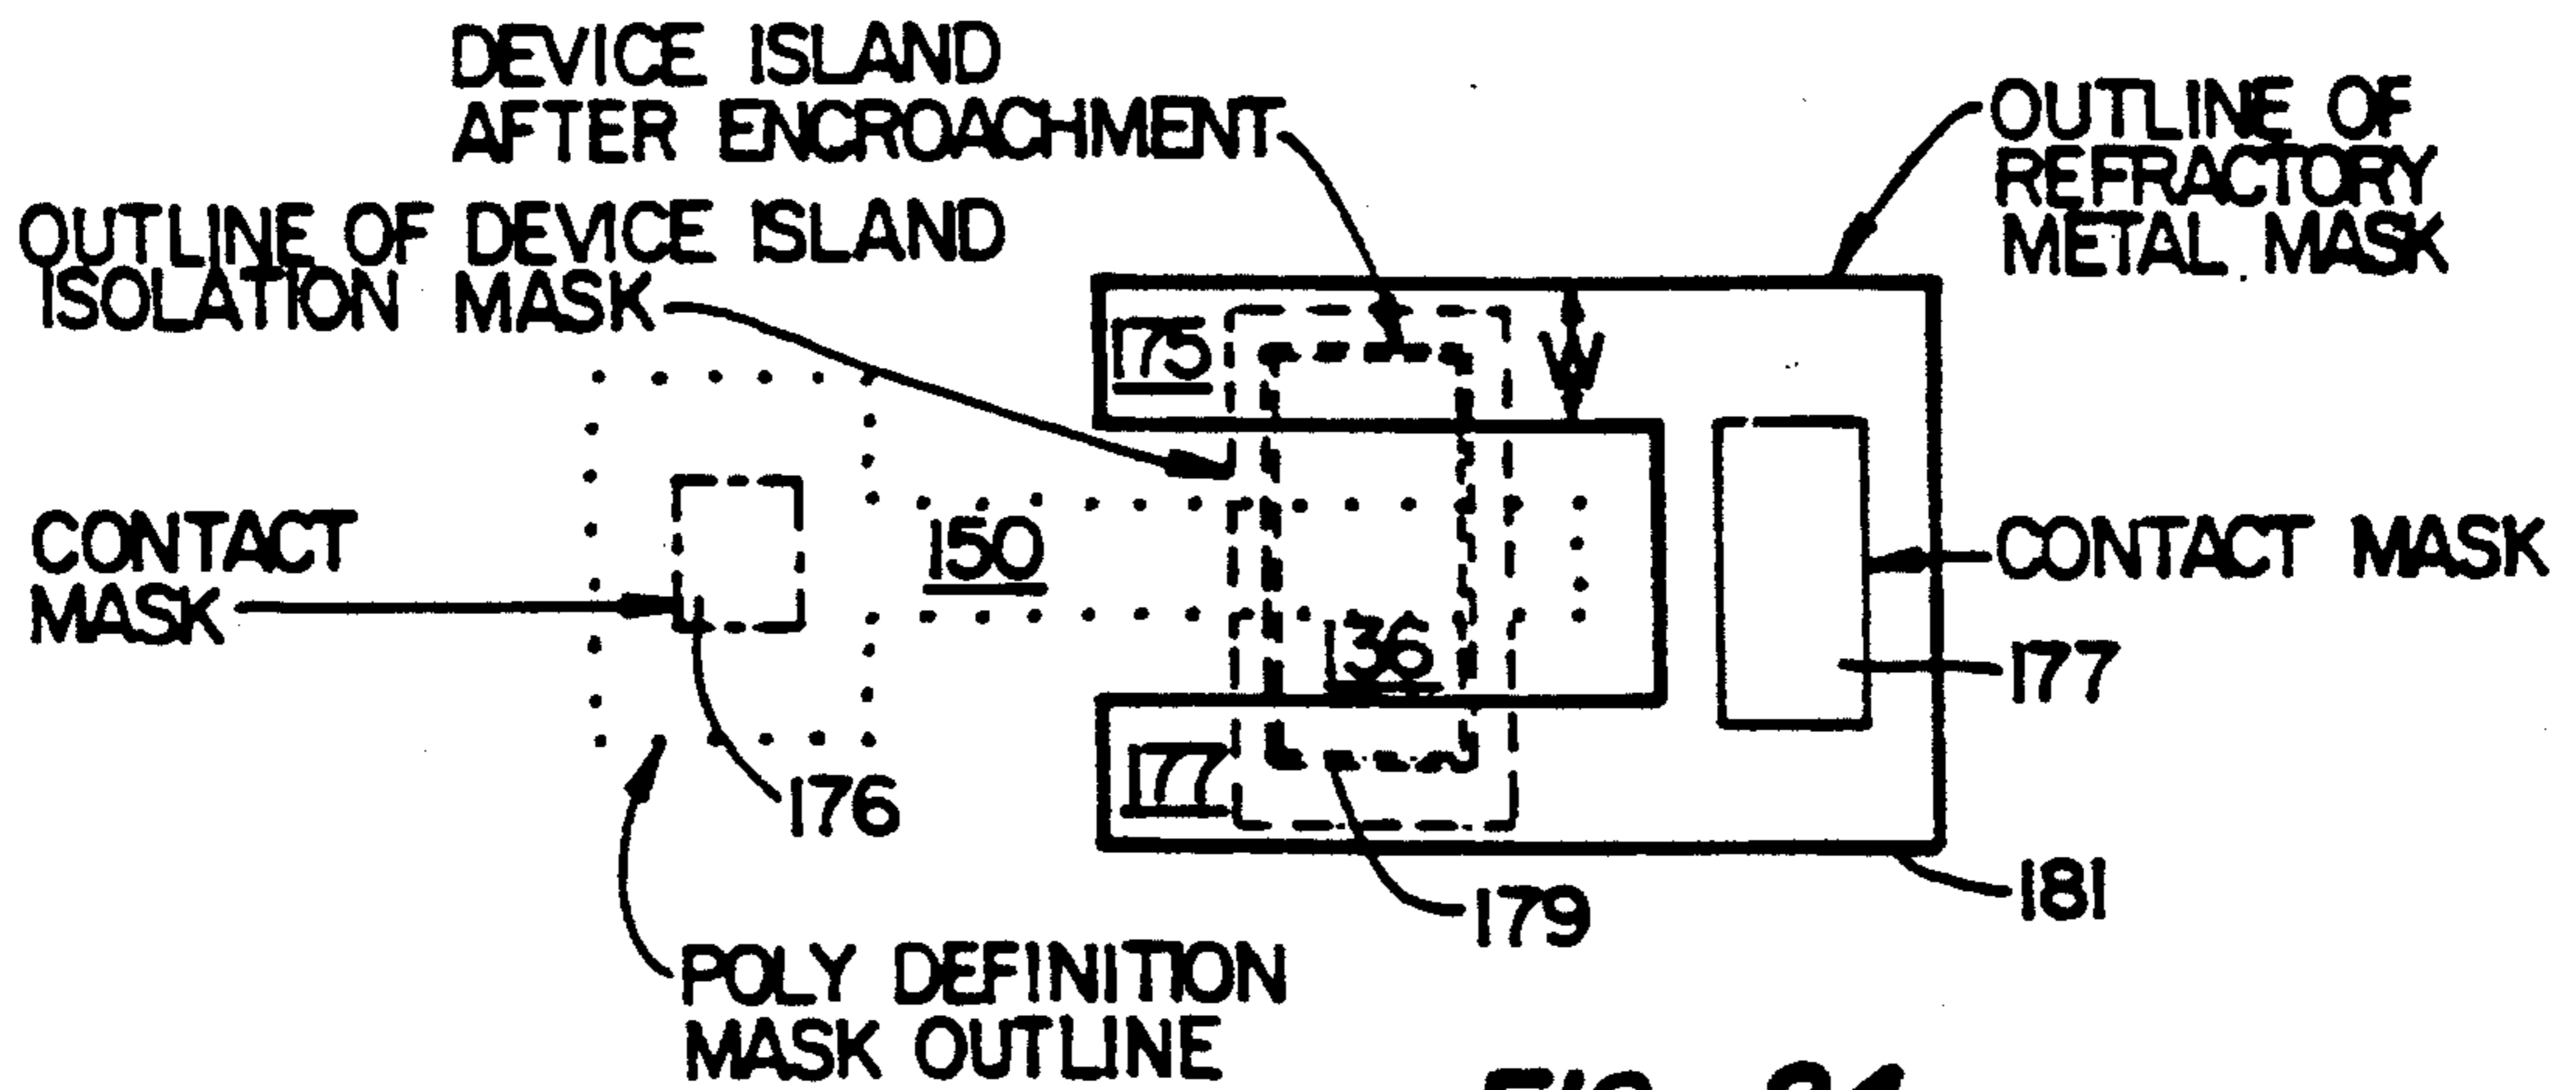 DEVICE ISLAND
AFTER ENCROACHMENT
OUTLINE OF
REFRACTORY
METAL MASK
OUTLINE OF DEVICE ISLAND
ISOLATION MASK
175
W
CONTACT
MASK
150
CONTACT MASK
136
177
177
176
179
181
POLY DEFINITION
MASK OUTLINE